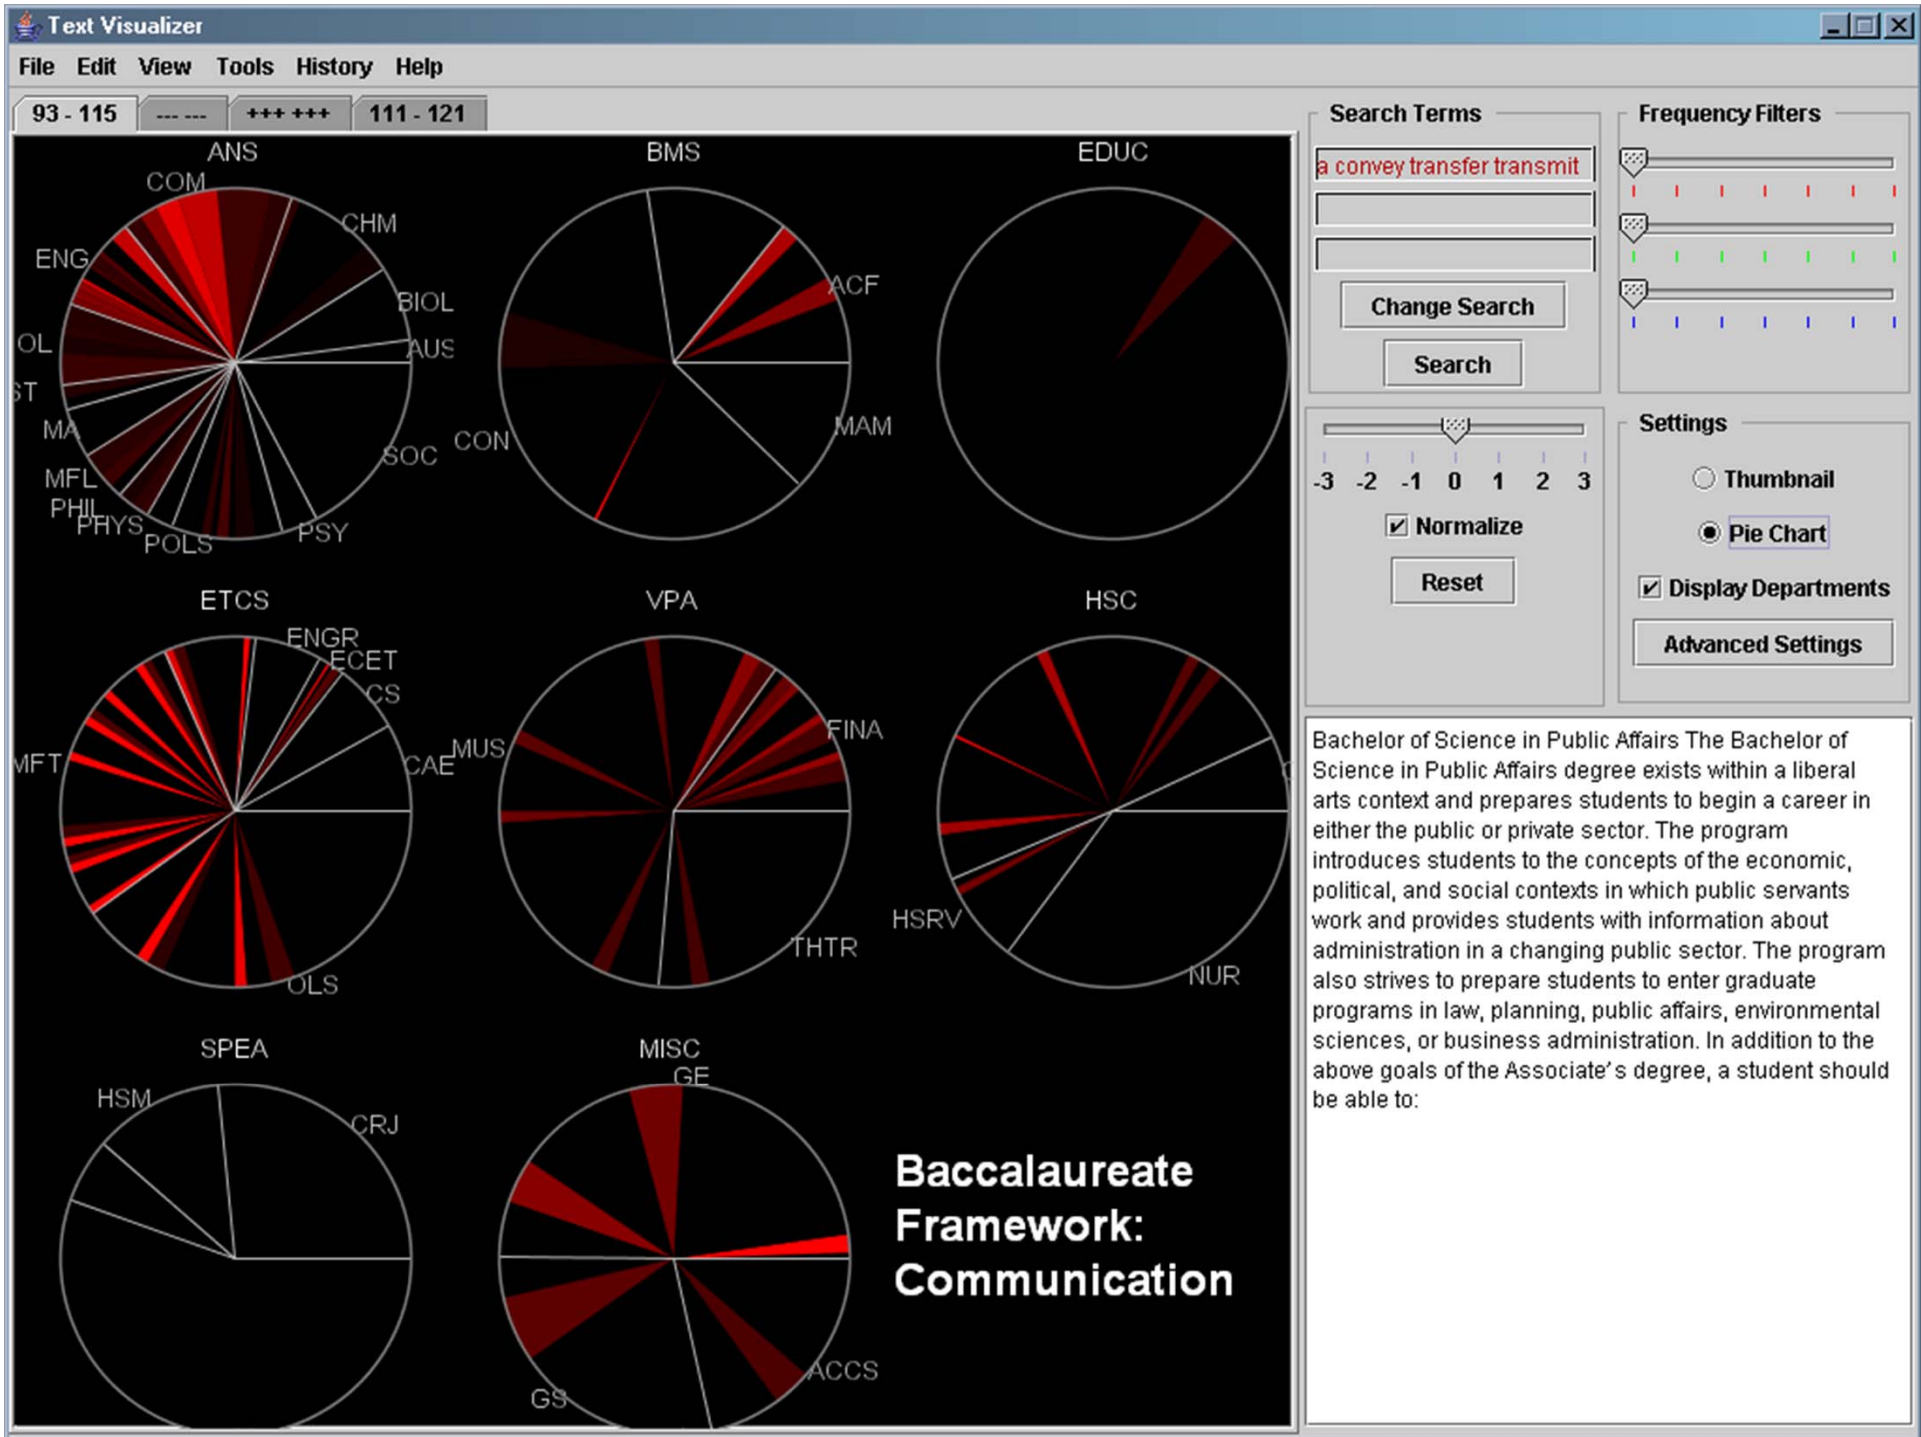 Text Visualizer
File Edit View Tools History Help
93 - 115 --- --- +++ +++ 111 - 121
ANS
COM
CHM
ENG
BIOL
OL
AUS
ST
MA
SOC
MFL
PHIL
PHYS
POLS
PSY
BMS
ACF
CON
MAM
EDUC
ETCS
ENGR
ECET
CS
MFT
CAE
OLS
VPA
FINA
MUS
THTR
HSC
HSRV
NUR
SPEA
HSM
CRJ
MISC
GE
GS
ACCS
Baccalaureate
Framework:
Communication
Search Terms
a convey transfer transmit
Change Search
Search
Frequency Filters
-3 -2 -1 0 1 2 3
Normalize
Reset
Settings
Thumbnail
Pie Chart
Display Departments
Advanced Settings
Bachelor of Science in Public Affairs The Bachelor of
Science in Public Affairs degree exists within a liberal
arts context and prepares students to begin a career in
either the public or private sector. The program
introduces students to the concepts of the economic,
political, and social contexts in which public servants
work and provides students with information about
administration in a changing public sector. The program
also strives to prepare students to enter graduate
programs in law, planning, public affairs, environmental
sciences, or business administration. In addition to the
above goals of the Associate's degree, a student should
be able to: